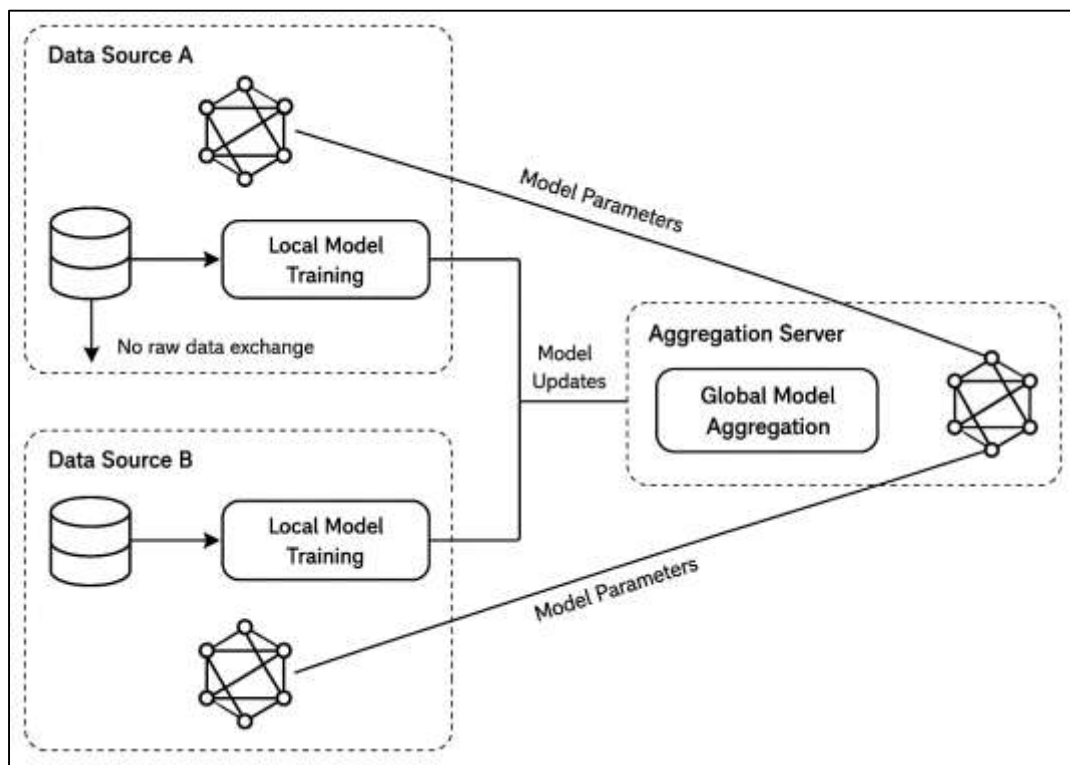 Data Source A
Model Parameters
Local Model
Training
No raw data exchange
Model
Updates
Aggregation Server
Global Model
Aggregation
Data Source B
Local Model
Training
Model Parameters